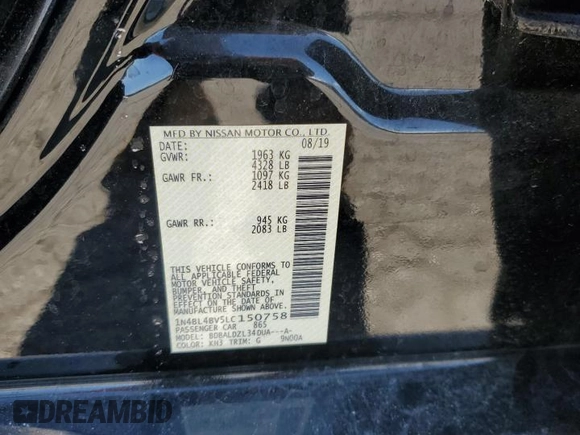 MFD BY NISSAN MOTOR CO., LTD.
DATE: 08/19
GVWR: 1963 KG
4328 LB
GAWR FR.: 1097 KG
2418 LB
GAWR RR.: 945 KG
2083 LB
THIS VEHICLE CONFORMS TO
ALL APPLICABLE FEDERAL
MOTOR VEHICLE SAFETY,
BUMPER, AND THEFT
PREVENTION STANDARDS IN
EFFECT ON THE DATE OF
MANUFACTURE SHOWN
ABOVE.
1N4BL4BV5LC150758
PASSENGER CAR 865
MODEL: BDBALDZL34DUA---A-
COLOR: KH3 TRIM: G 9N00A
DREAMBID